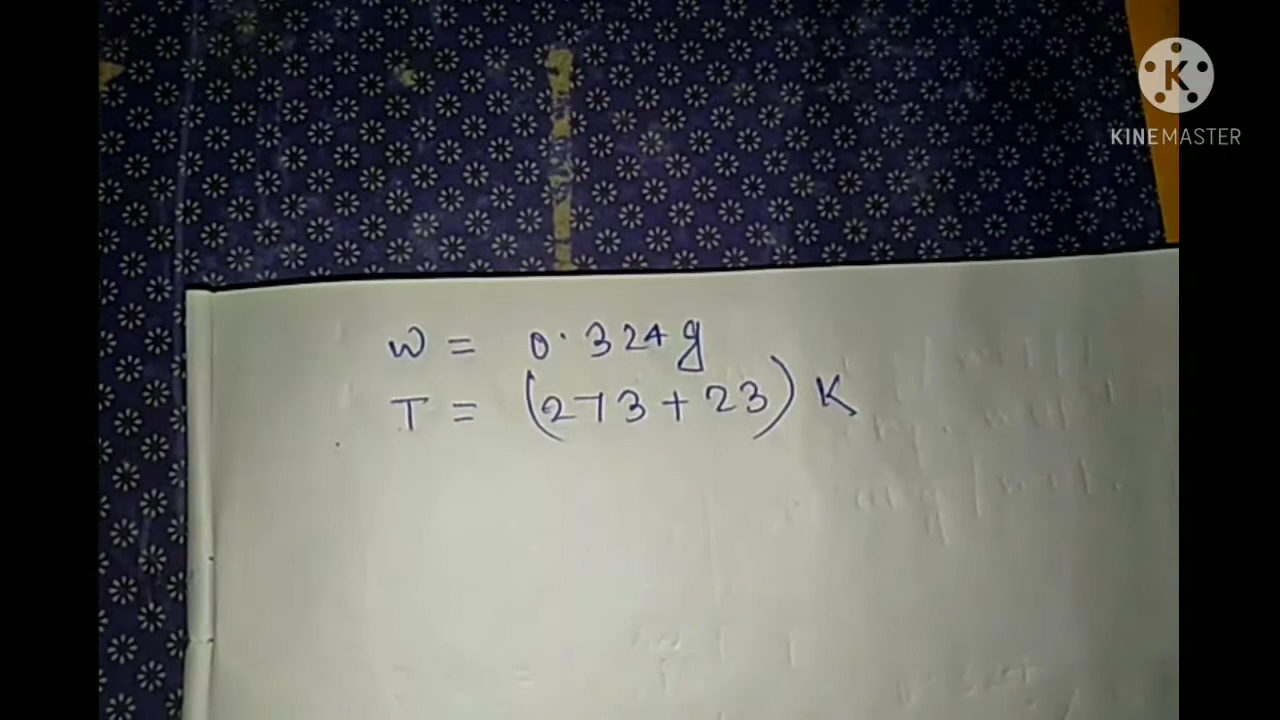 K
KINEMASTER
W = 0.324 g
T = (273+23) K